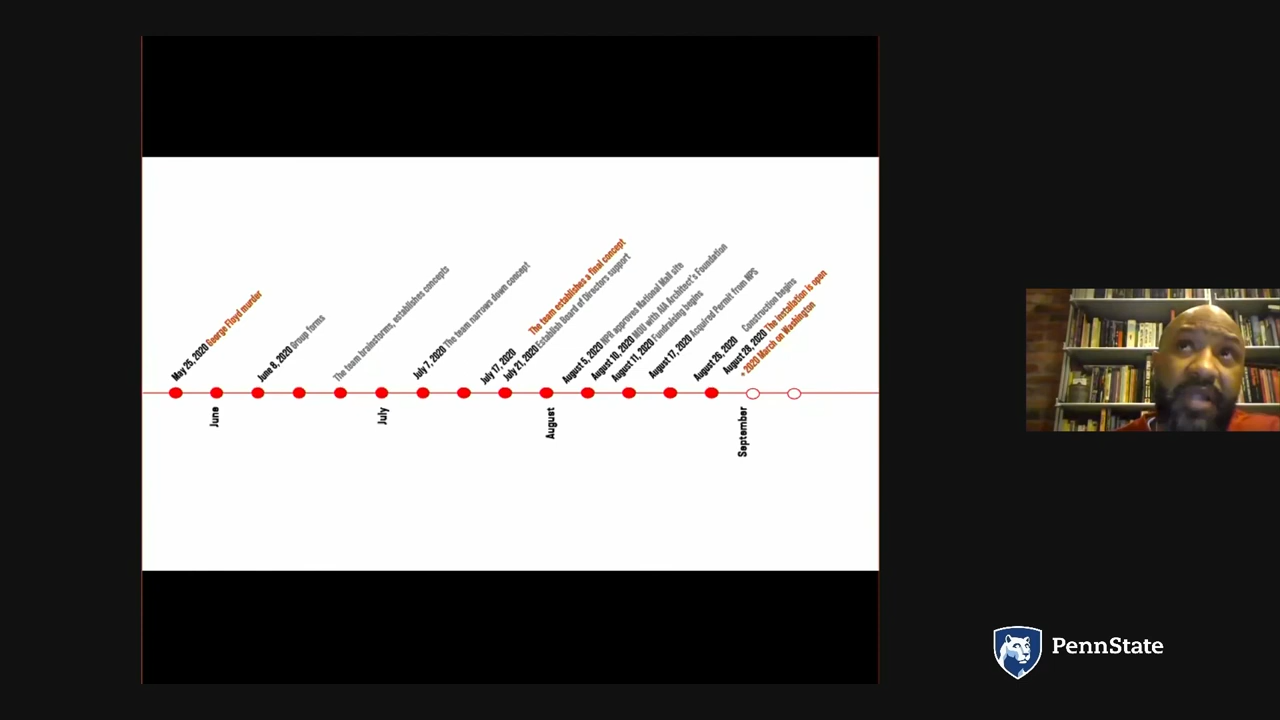 May 25, 2020 George Floyd murder
June 8, 2020 Group forms
The team brainstorms, establishes concepts
July 7, 2020 The team narrows down concept
July 17, 2020 The team establishes a final concept
July 21, 2020 Establish Board of Directors support
August 5, 2020 NPR approves National Mall site
August 10, 2020 MOU with AIA Architect's Foundation
August 11, 2020 Fundraising begins
August 17, 2020 Acquired Permit from NPS
August 26, 2020 Construction begins
August 28, 2020 The installation is open
+ 2020 March on Washington
June
July
August
September
PennState